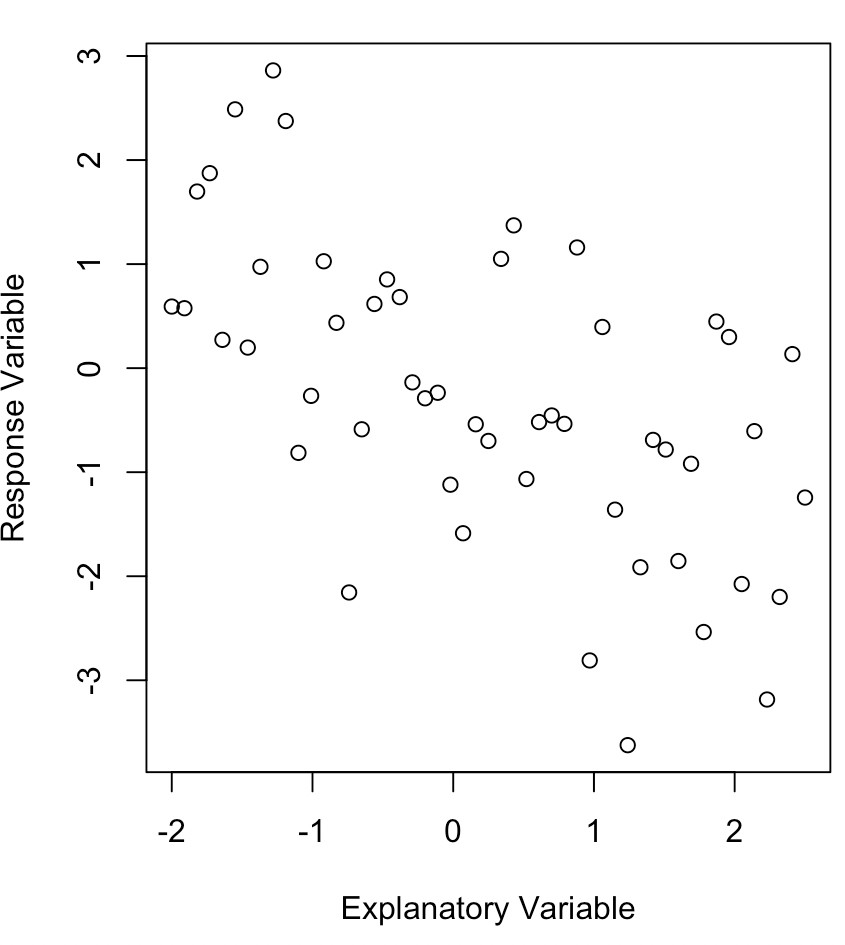 3
2
1
0
-1
-2
-3
Response Variable
-2 -1 0 1 2
Explanatory Variable